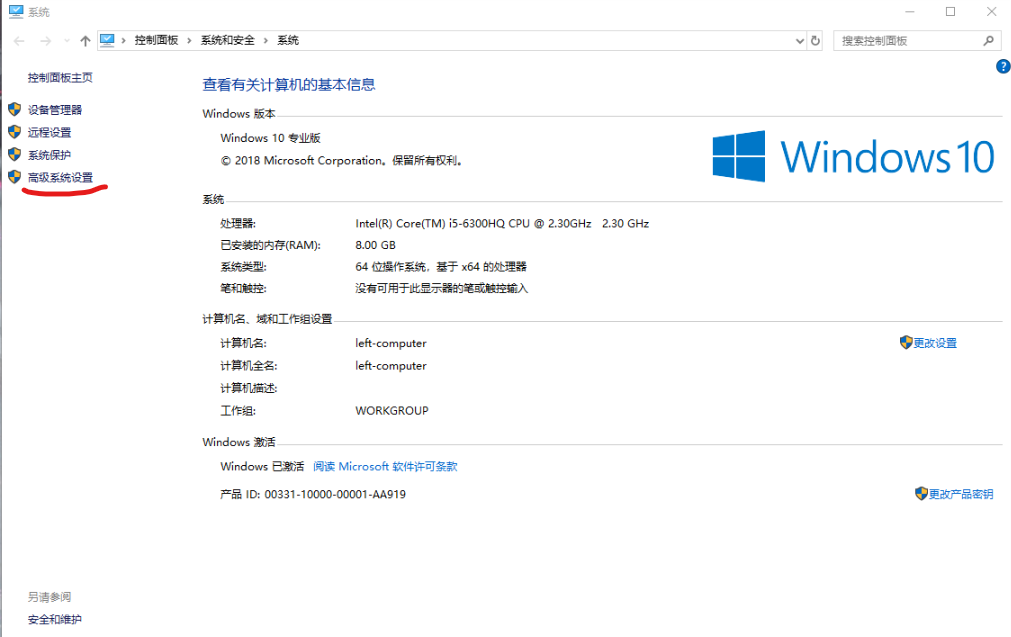 系统
控制面板 › 系统和安全 › 系统
搜索控制面板
控制面板主页
设备管理器
远程设置
系统保护
高级系统设置
查看有关计算机的基本信息
Windows 版本
Windows 10 专业版
© 2018 Microsoft Corporation。保留所有权利。
Windows 10
系统
处理器: Intel(R) Core(TM) i5-6300HQ CPU @ 2.30GHz 2.30 GHz
已安装的内存(RAM): 8.00 GB
系统类型: 64 位操作系统, 基于 x64 的处理器
笔和触控: 没有可用于此显示器的笔或触控输入
计算机名、域和工作组设置
计算机名: left-computer 更改设置
计算机全名: left-computer
计算机描述:
工作组: WORKGROUP
Windows 激活
Windows 已激活 阅读 Microsoft 软件许可条款
产品 ID: 00331-10000-00001-AA919 更改产品密钥
另请参阅
安全和维护